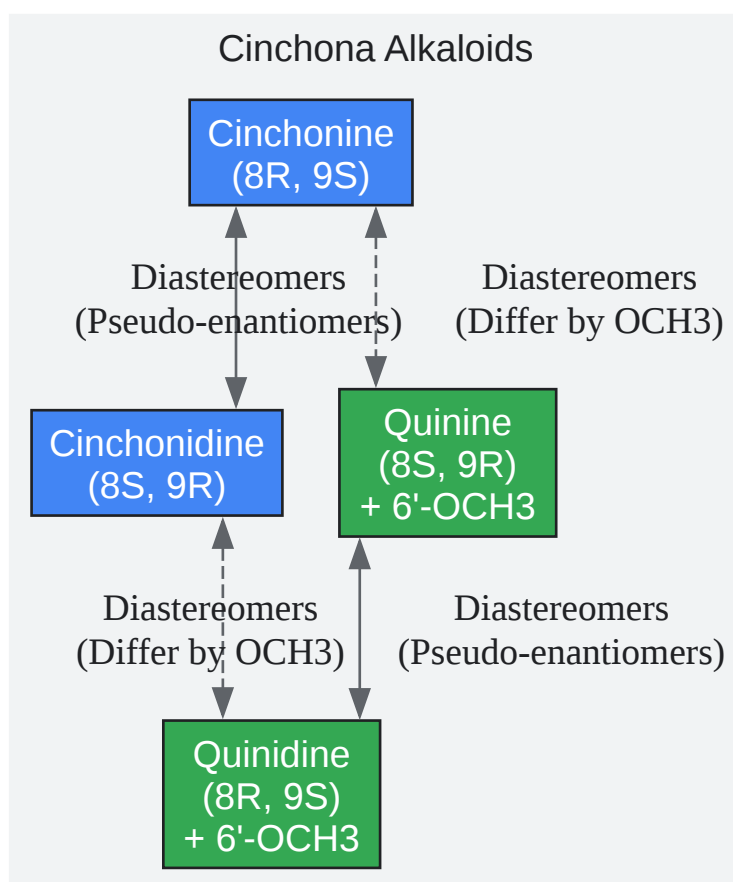 Cinchona Alkaloids
Cinchonine
(8R, 9S)
Diastereomers
(Pseudo-enantiomers)
Diastereomers
(Differ by OCH3)
Cinchonidine
(8S, 9R)
Quinine
(8S, 9R)
+ 6'-OCH3
Diastereomers
(Differ by OCH3)
Diastereomers
(Pseudo-enantiomers)
Quinidine
(8R, 9S)
+ 6'-OCH3